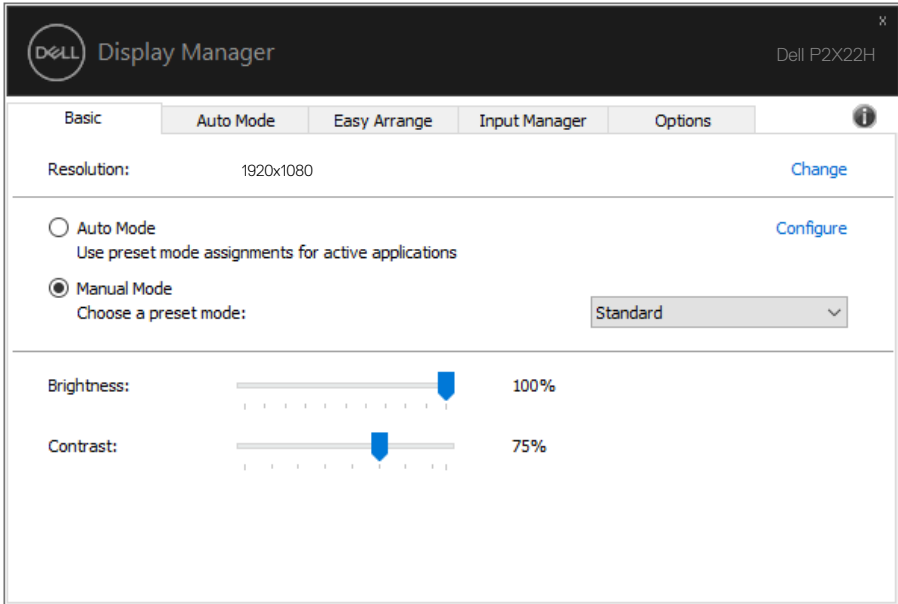 x
DELL Display Manager
Dell P2X22H
Basic Auto Mode Easy Arrange Input Manager Options i
Resolution: 1920x1080 Change
Auto Mode Configure
Use preset mode assignments for active applications
Manual Mode
Choose a preset mode: Standard
Brightness: 100%
Contrast: 75%